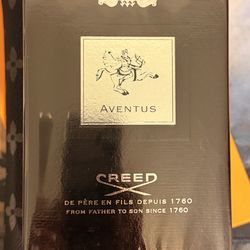 AVENTUS
CREED
DE PÈRE EN FILS DEPUIS 1760
FROM FATHER TO SON SINCE 1760